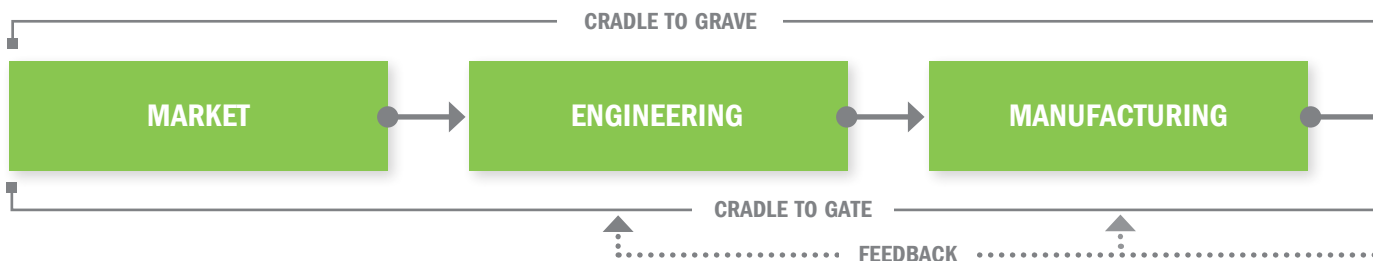 CRADLE TO GRAVE
MARKET
ENGINEERING
MANUFACTURING
CRADLE TO GATE
FEEDBACK